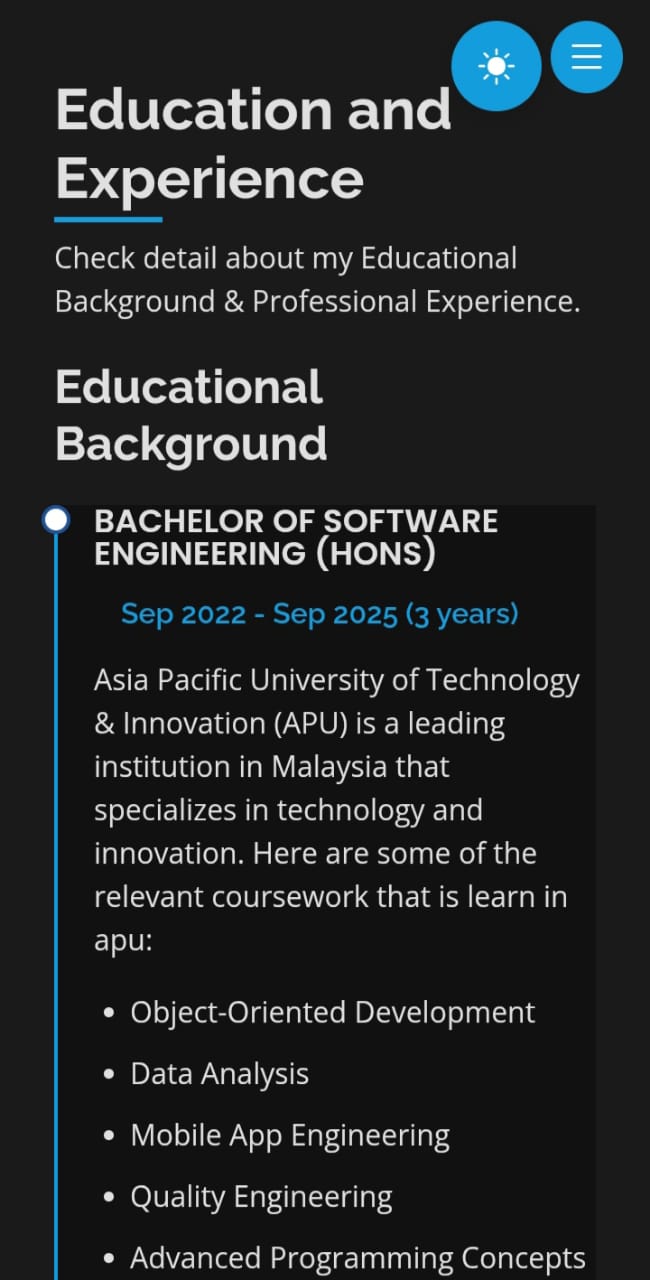 Education and
Experience
Check detail about my Educational
Background & Professional Experience.
Educational
Background
BACHELOR OF SOFTWARE
ENGINEERING (HONS)
Sep 2022 - Sep 2025 (3 years)
Asia Pacific University of Technology
& Innovation (APU) is a leading
institution in Malaysia that
specializes in technology and
innovation. Here are some of the
relevant coursework that is learn in
apu:
• Object-Oriented Development
• Data Analysis
• Mobile App Engineering
• Quality Engineering
• Advanced Programming Concepts